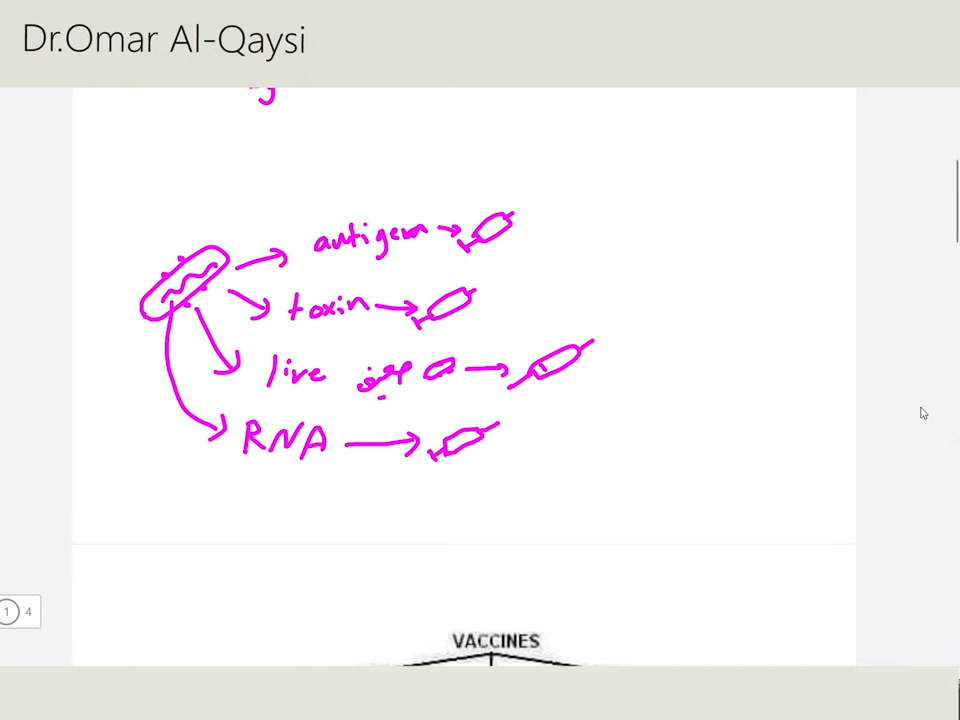 Dr.Omar Al-Qaysi
antigen
toxin
live
RNA
1 4
VACCINES